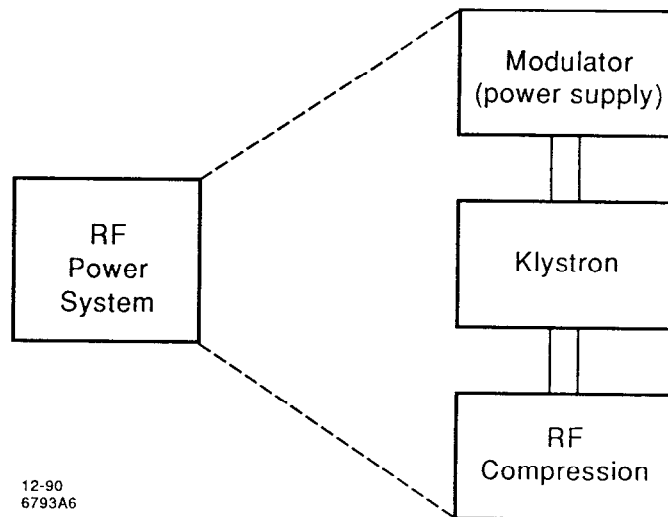 Modulator
(power supply)
RF
Power
System
Klystron
RF
Compression
12-90
6793A6